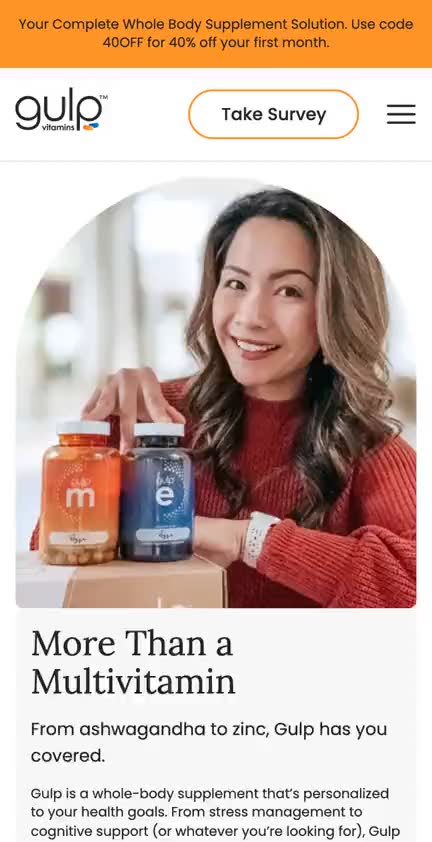 Your Complete Whole Body Supplement Solution. Use code
40OFF for 40% off your first month.
gulp™
vitamins
Take Survey
gulp
m
gulp
e
More Than a
Multivitamin
From ashwagandha to zinc, Gulp has you
covered.
Gulp is a whole-body supplement that’s personalized
to your health goals. From stress management to
cognitive support (or whatever you’re looking for), Gulp